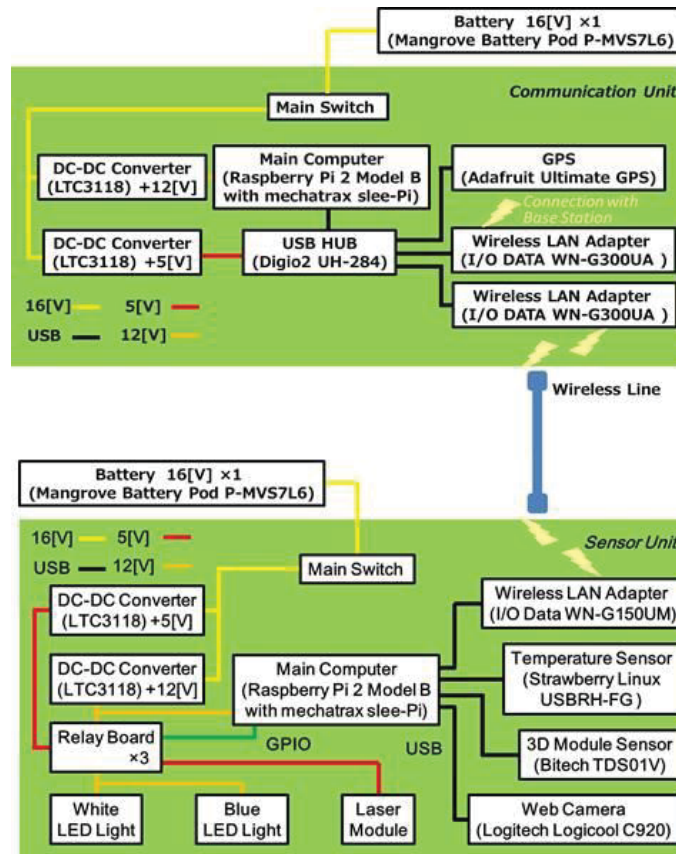 Battery 16[V] ×1
(Mangrove Battery Pod P-MVS7L6)
Communication Unit
Main Switch
DC-DC Converter
(LTC3118) +12[V]
Main Computer
(Raspberry Pi 2 Model B
with mechatrax slee-Pi)
GPS
(Adafruit Ultimate GPS)
Connection with
Base Station
DC-DC Converter
(LTC3118) +5[V]
USB HUB
(Digio2 UH-284)
Wireless LAN Adapter
(I/O DATA WN-G300UA )
Wireless LAN Adapter
(I/O DATA WN-G300UA )
16[V] 5[V]
USB 12[V]
Wireless Line
Battery 16[V] ×1
(Mangrove Battery Pod P-MVS7L6)
16[V] 5[V]
USB 12[V]
Sensor Unit
Main Switch
DC-DC Converter
(LTC3118) +5[V]
Wireless LAN Adapter
(I/O Data WN-G150UM)
DC-DC Converter
(LTC3118) +12[V]
Main Computer
(Raspberry Pi 2 Model B
with mechatrax slee-Pi)
Temperature Sensor
(Strawberry Linux
USBRH-FG )
Relay Board
×3
GPIO
USB
3D Module Sensor
(Bitech TDS01V)
White
LED Light
Blue
LED Light
Laser
Module
Web Camera
(Logitech Logicool C920)